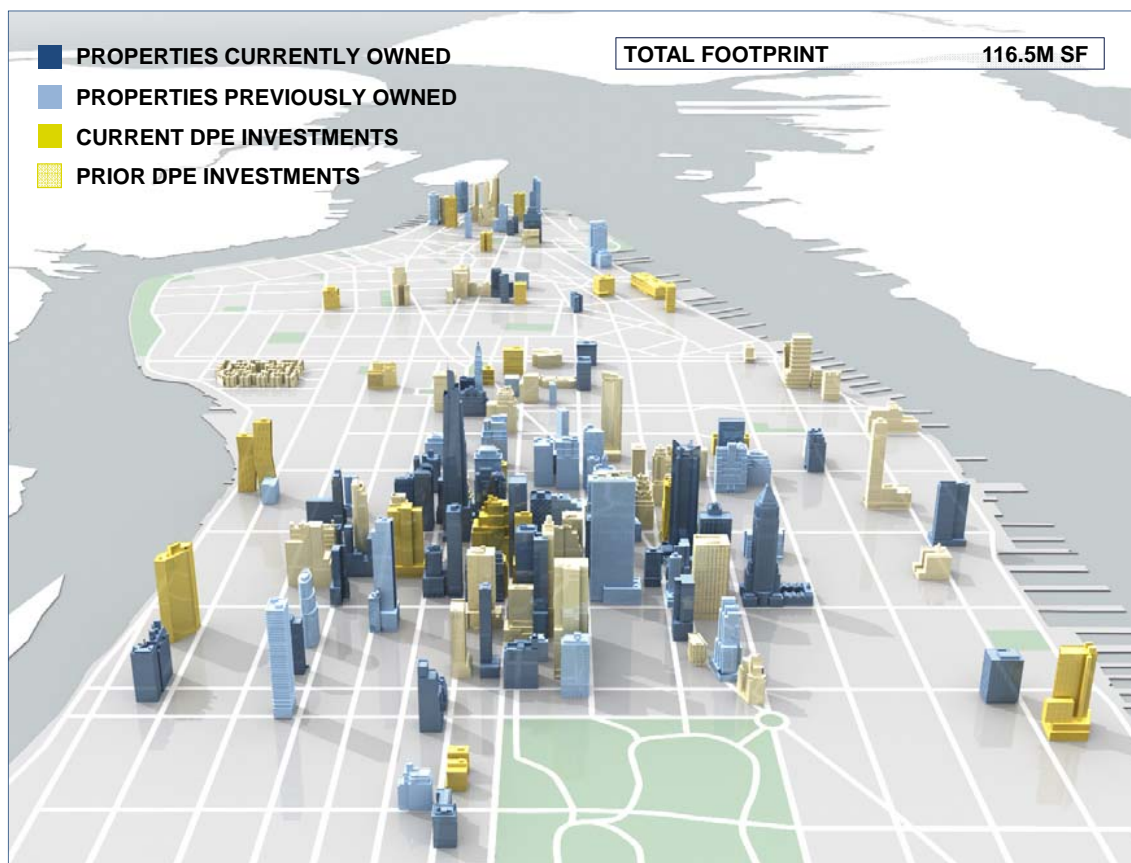 PROPERTIES CURRENTLY OWNED
PROPERTIES PREVIOUSLY OWNED
CURRENT DPE INVESTMENTS
PRIOR DPE INVESTMENTS
TOTAL FOOTPRINT 116.5M SF